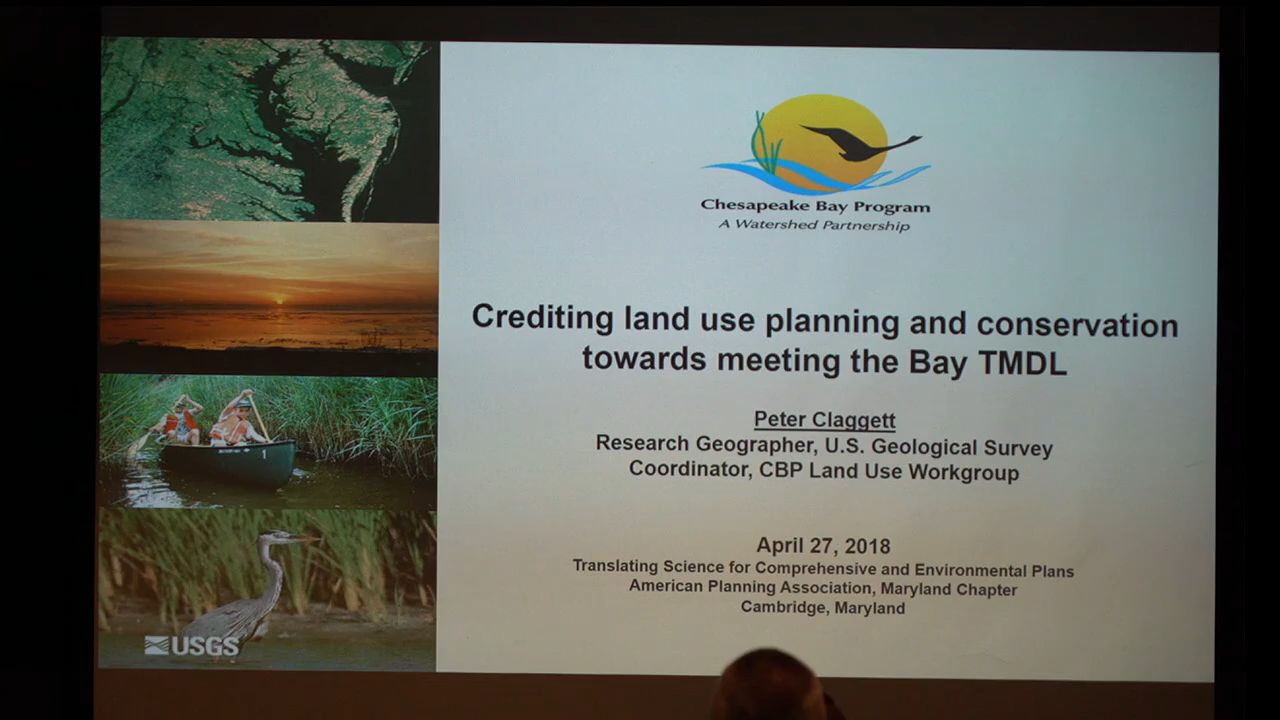 Chesapeake Bay Program
A Watershed Partnership
Crediting land use planning and conservation
towards meeting the Bay TMDL
Peter Claggett
Research Geographer, U.S. Geological Survey
Coordinator, CBP Land Use Workgroup
April 27, 2018
Translating Science for Comprehensive and Environmental Plans
American Planning Association, Maryland Chapter
Cambridge, Maryland
1
USGS